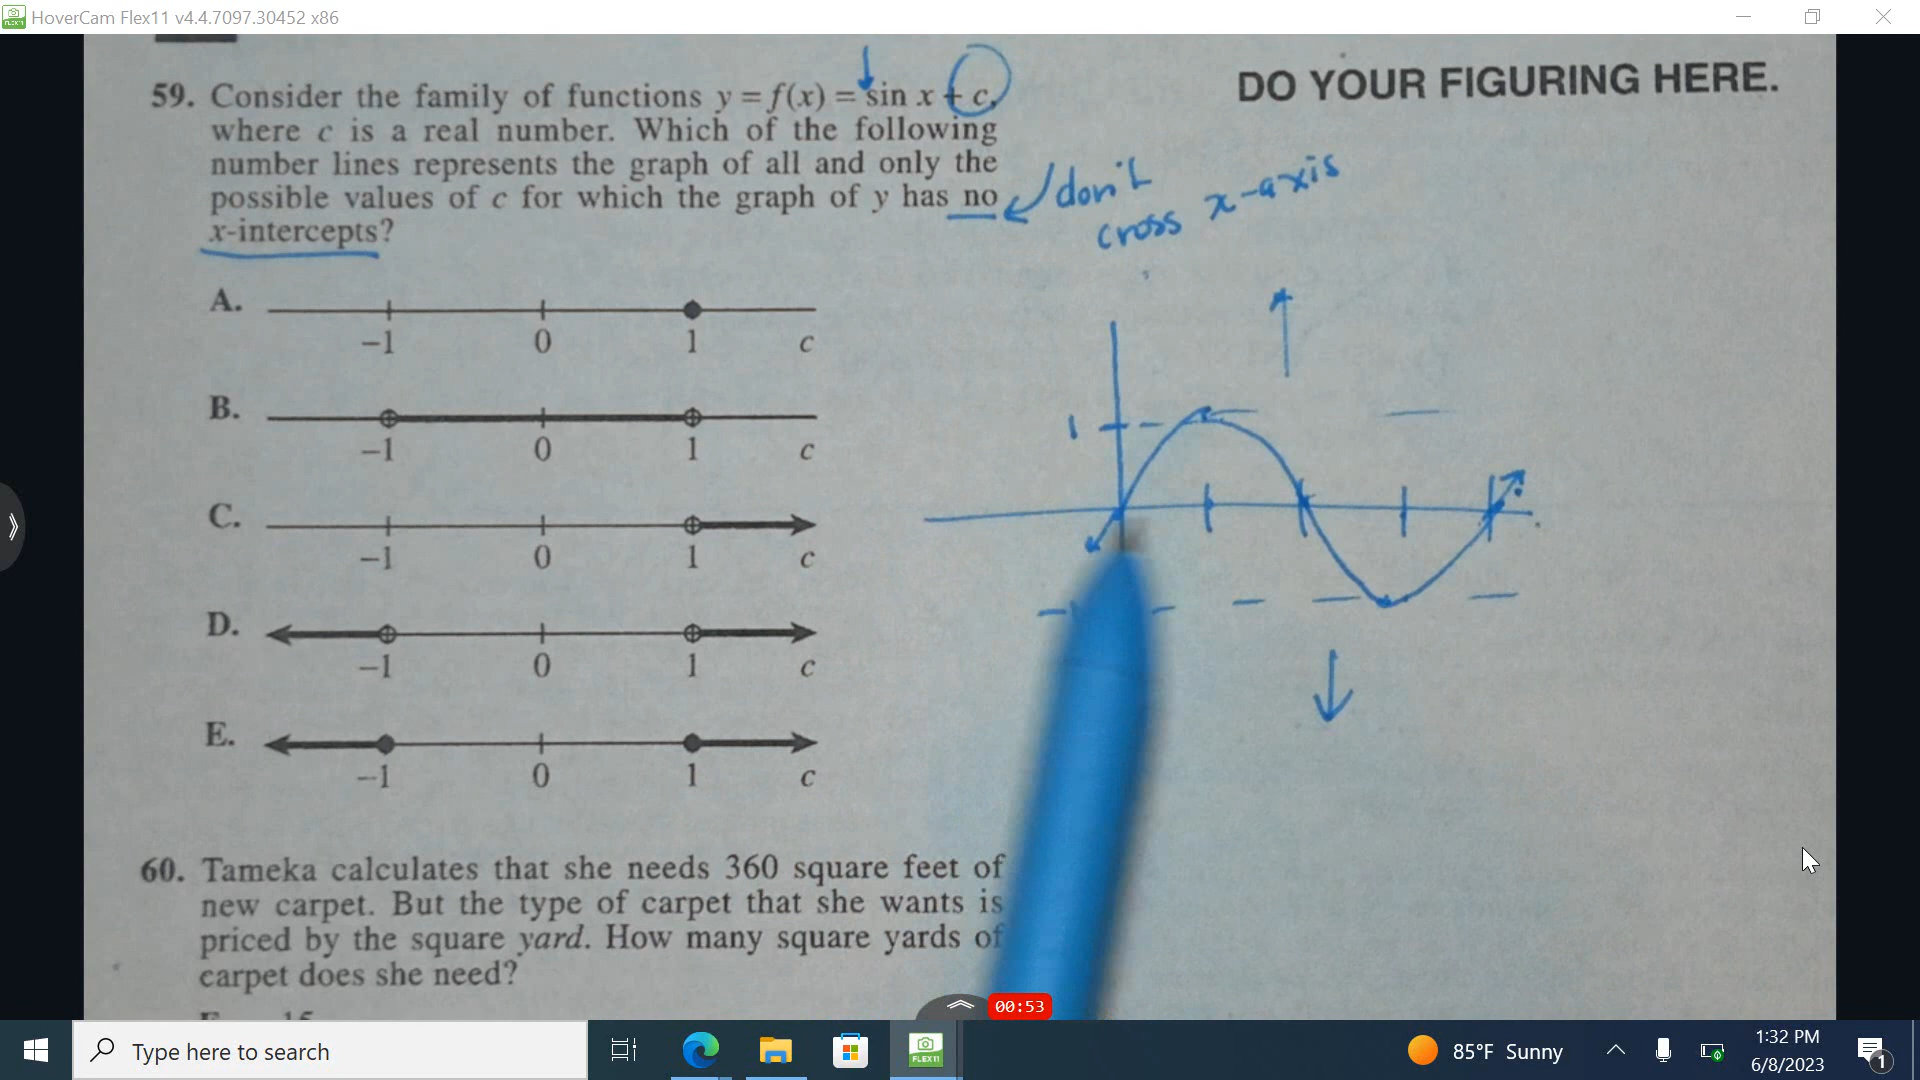 HoverCam Flex11 v4.4.7097.30452 x86
DO YOUR FIGURING HERE.
59. Consider the family of functions y = f(x) = sin x + c,
where c is a real number. Which of the following
number lines represents the graph of all and only the
possible values of c for which the graph of y has no
x-intercepts?
don't
cross x-axis
A.
−1 0 1 c
B.
−1 0 1 c
C.
−1 0 1 c
D.
−1 0 1 c
E.
−1 0 1 c
1
60. Tameka calculates that she needs 360 square feet of
new carpet. But the type of carpet that she wants is
priced by the square yard. How many square yards of
carpet does she need?
00:53
Type here to search
FLEX11
85°F Sunny
1:32 PM
6/8/2023
1